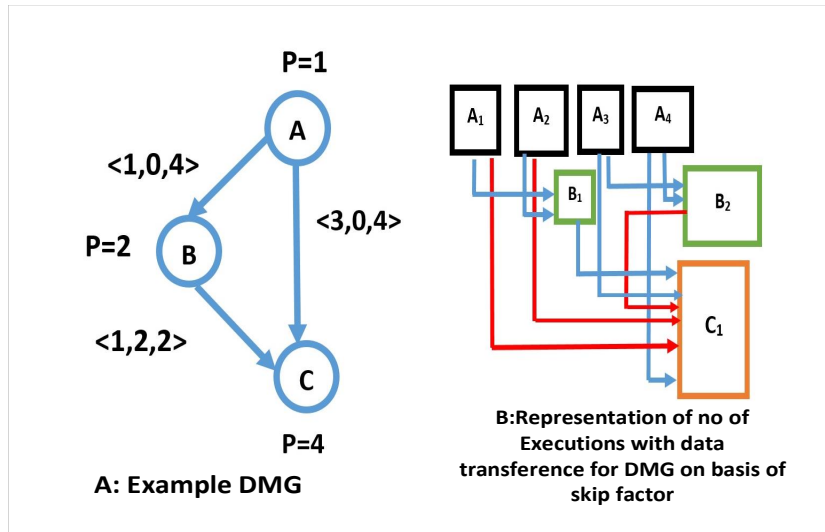 P=1
A
<1,0,4>
<3,0,4>
P=2
B
<1,2,2>
C
P=4
A: Example DMG
A1
A2
A3
A4
B1
B2
C1
B:Representation of no of
Executions with data
transference for DMG on basis of
skip factor